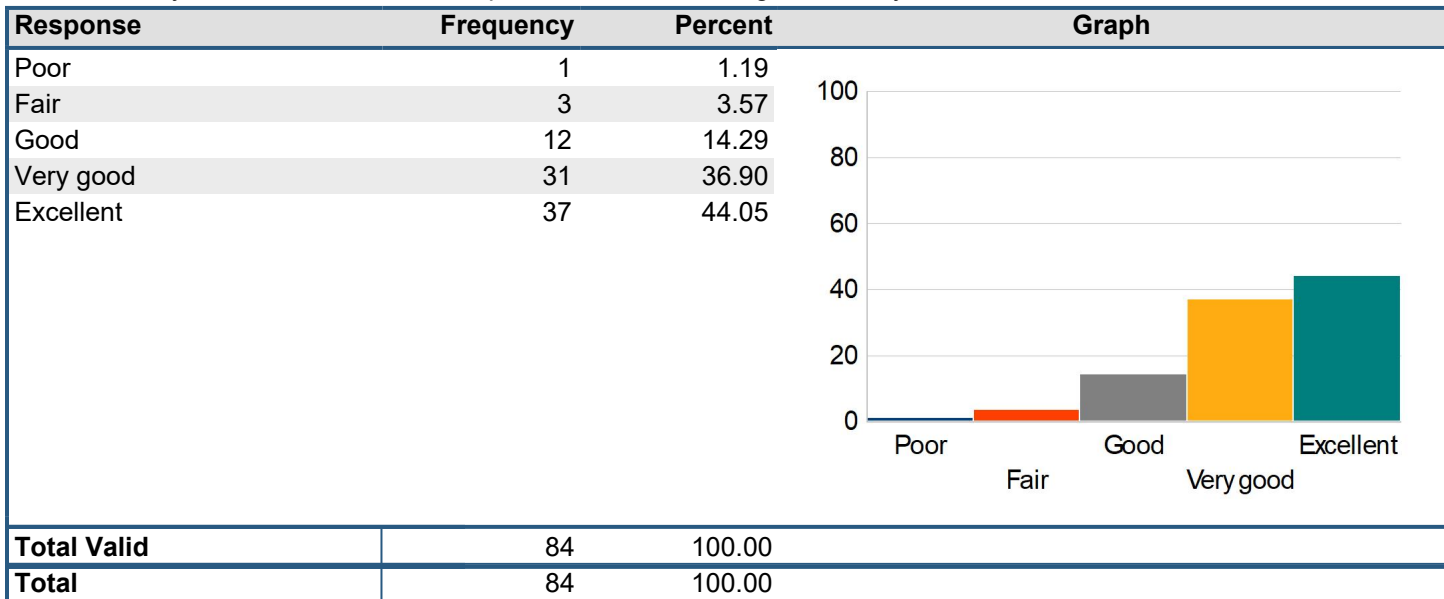 Response Frequency Percent Graph
Poor 1 1.19
Fair 3 3.57
Good 12 14.29
Very good 31 36.90
Excellent 37 44.05
100
80
60
40
20
0
Poor Good Excellent
Fair Very good
Total Valid 84 100.00
Total 84 100.00